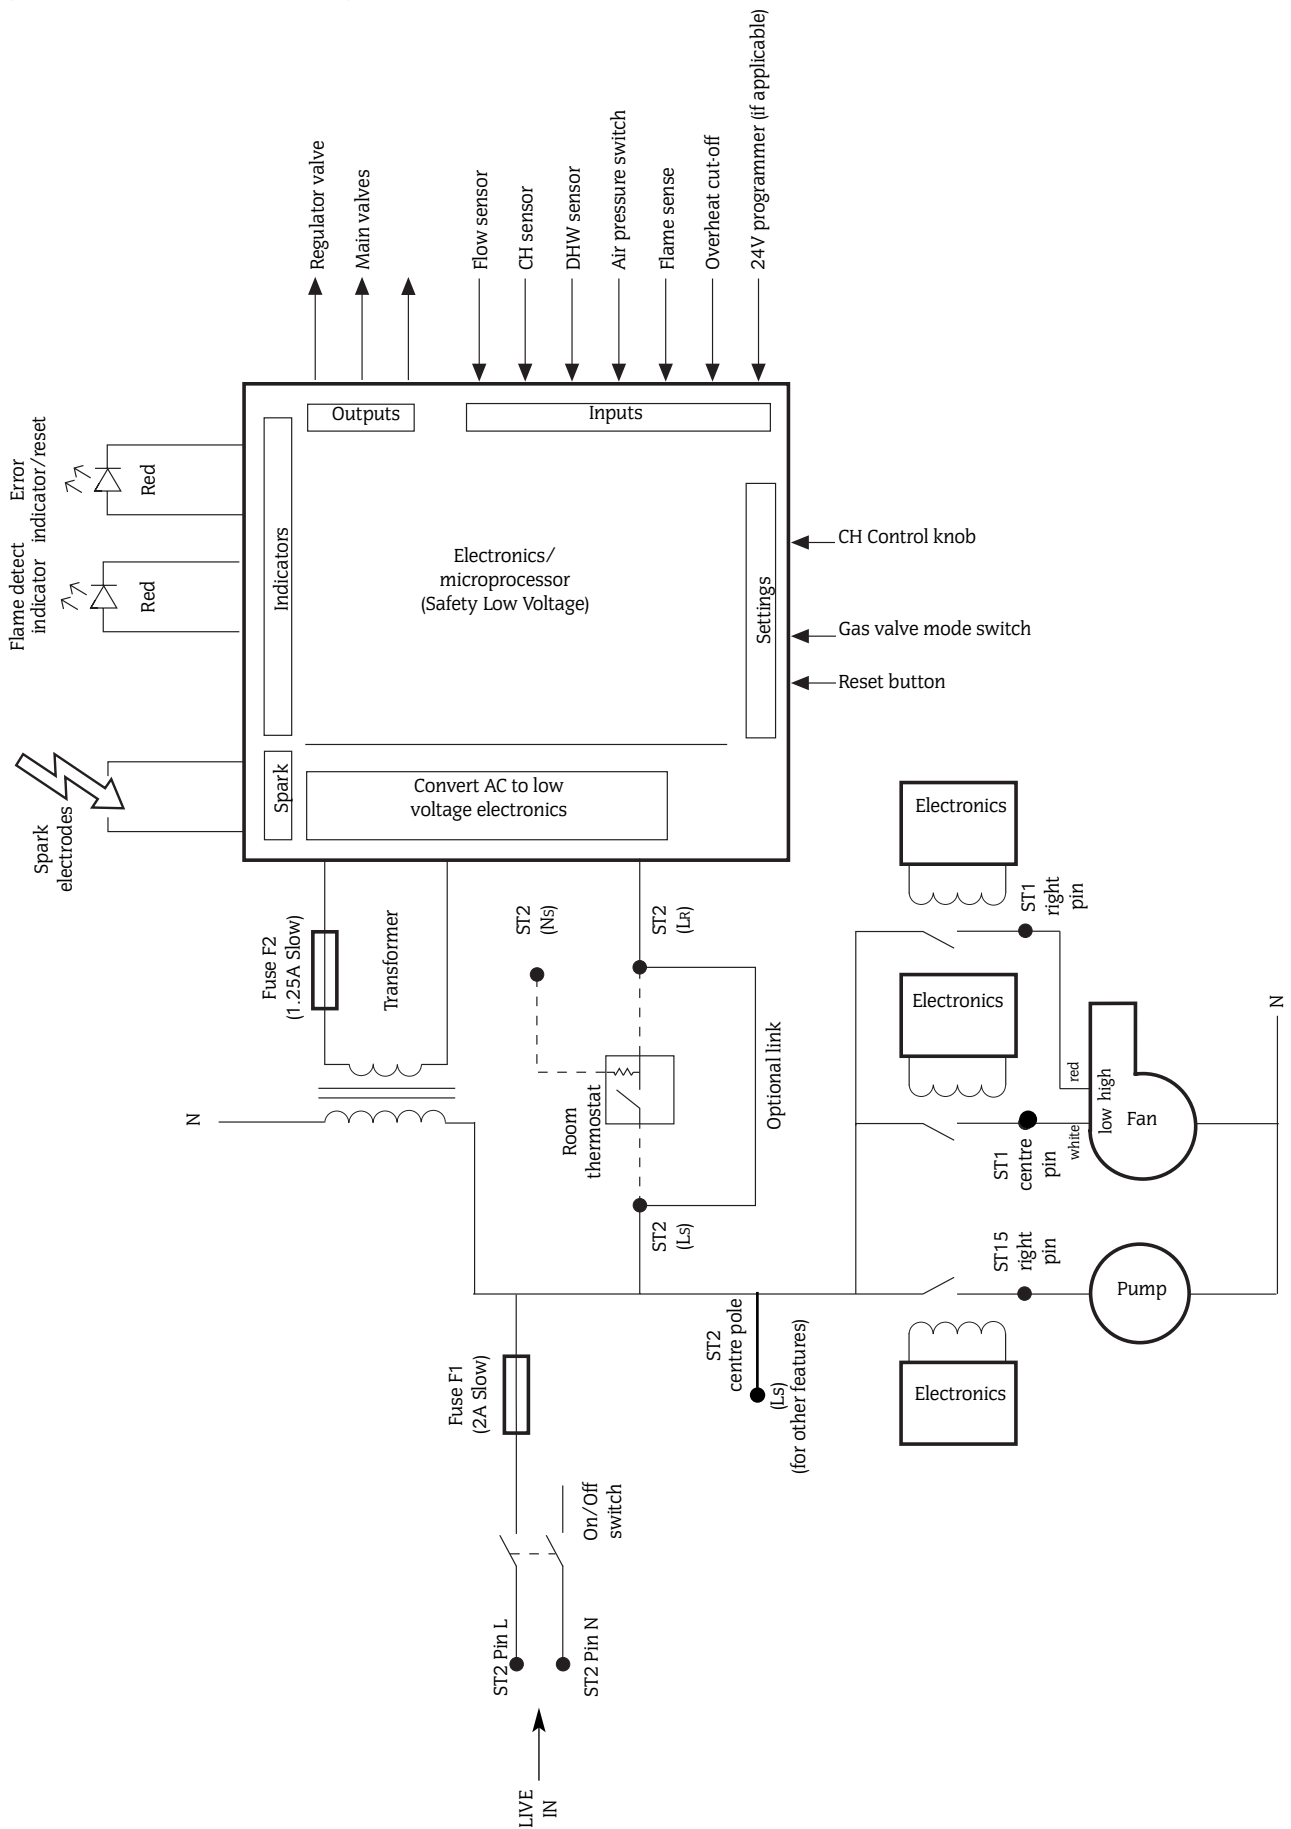 Regulator valve
Main valves
Flow sensor
CH sensor
DHW sensor
Air pressure switch
Flame sense
Overheat cut-off
24V programmer (if applicable)
Error
indicator/reset
Red
Flame detect
indicator
Red
Spark
electrodes
Outputs
Inputs
Indicators
Electronics/
microprocessor
(Safety Low Voltage)
Settings
Spark
Convert AC to low
voltage electronics
CH Control knob
Gas valve mode switch
Reset button
Fuse F2
(1.25A Slow)
Transformer
N
ST2
(NS)
ST2
(LR)
Room
thermostat
Optional link
ST2
(LS)
Electronics
ST1
right
pin
Electronics
red
low high
Fan
white
ST1
centre
pin
N
ST15
right
pin
Pump
Electronics
ST2
centre pole
(Ls)
(for other features)
Fuse F1
(2A Slow)
On/Off
switch
ST2 Pin L
ST2 Pin N
LIVE
IN